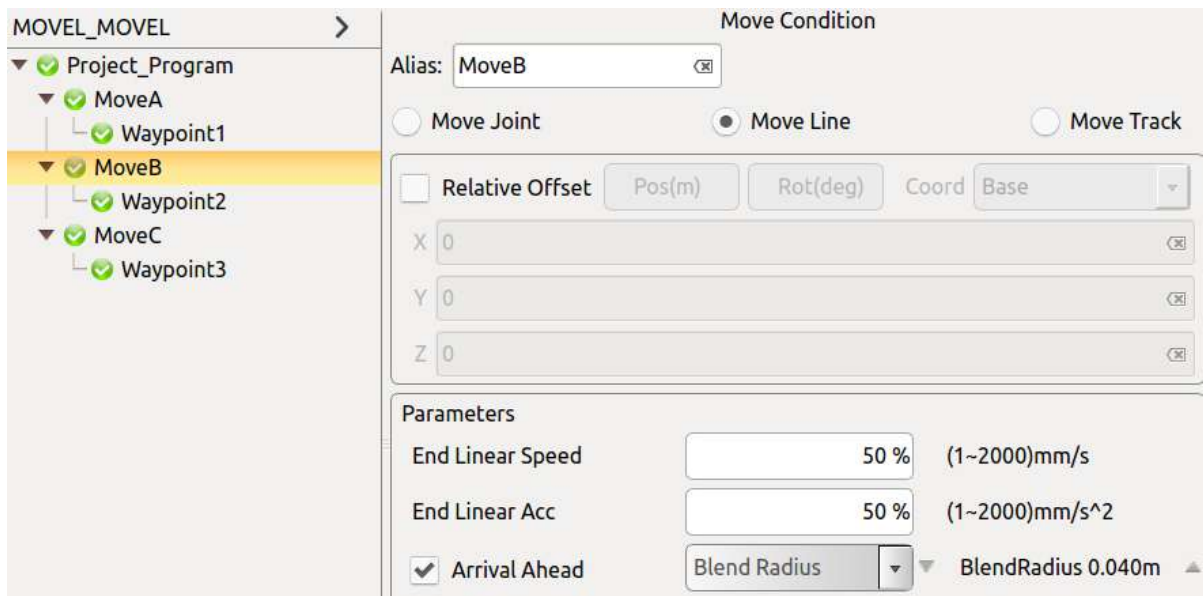 MOVEL_MOVEL
Project_Program
MoveA
Waypoint1
MoveB
Waypoint2
MoveC
Waypoint3
Move Condition
Alias: MoveB
Move Joint Move Line Move Track
Relative Offset Pos(m) Rot(deg) Coord Base
X 0
Y 0
Z 0
Parameters
End Linear Speed 50 % (1~2000)mm/s
End Linear Acc 50 % (1~2000)mm/s^2
Arrival Ahead Blend Radius BlendRadius 0.040m